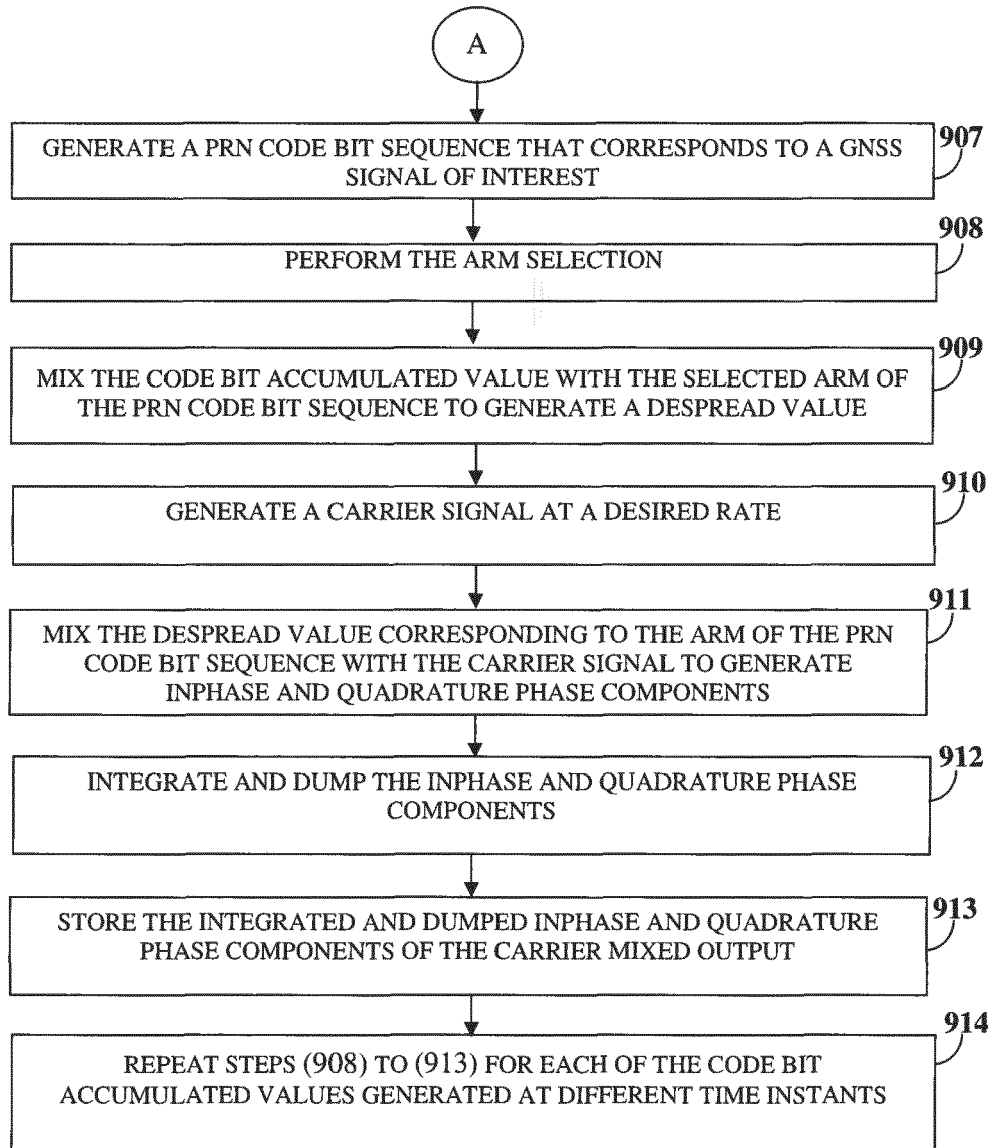 A
907
GENERATE A PRN CODE BIT SEQUENCE THAT CORRESPONDS TO A GNSS
SIGNAL OF INTEREST
908
PERFORM THE ARM SELECTION
909
MIX THE CODE BIT ACCUMULATED VALUE WITH THE SELECTED ARM OF
THE PRN CODE BIT SEQUENCE TO GENERATE A DESPREAD VALUE
910
GENERATE A CARRIER SIGNAL AT A DESIRED RATE
911
MIX THE DESPREAD VALUE CORRESPONDING TO THE ARM OF THE PRN
CODE BIT SEQUENCE WITH THE CARRIER SIGNAL TO GENERATE
INPHASE AND QUADRATURE PHASE COMPONENTS
912
INTEGRATE AND DUMP THE INPHASE AND QUADRATURE PHASE
COMPONENTS
913
STORE THE INTEGRATED AND DUMPED INPHASE AND QUADRATURE
PHASE COMPONENTS OF THE CARRIER MIXED OUTPUT
914
REPEAT STEPS (908) TO (913) FOR EACH OF THE CODE BIT
ACCUMULATED VALUES GENERATED AT DIFFERENT TIME INSTANTS